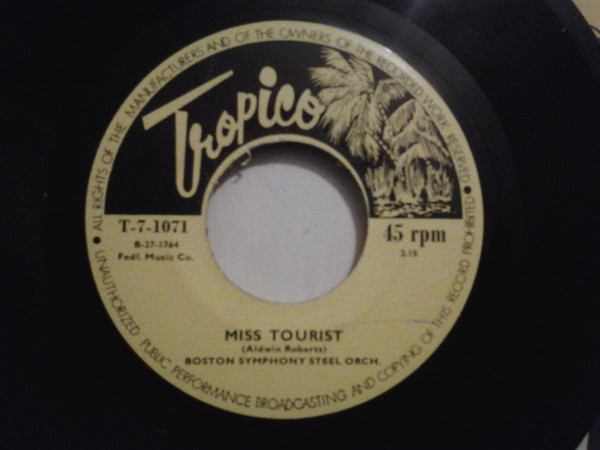 ALL RIGHTS OF THE MANUFACTURERS AND OF THE OWNERS OF THE RECORDED WORK RESERVED
Tropico
T-7-1071
45 rpm
B-27-1764
3.15
Fedl. Music Co.
MISS TOURIST
(Aldwin Roberts)
BOSTON SYMPHONY STEEL ORCH.
UNAUTHORIZED PUBLIC PERFORMANCE BROADCASTING AND COPYING OF THIS RECORD PROHIBITED